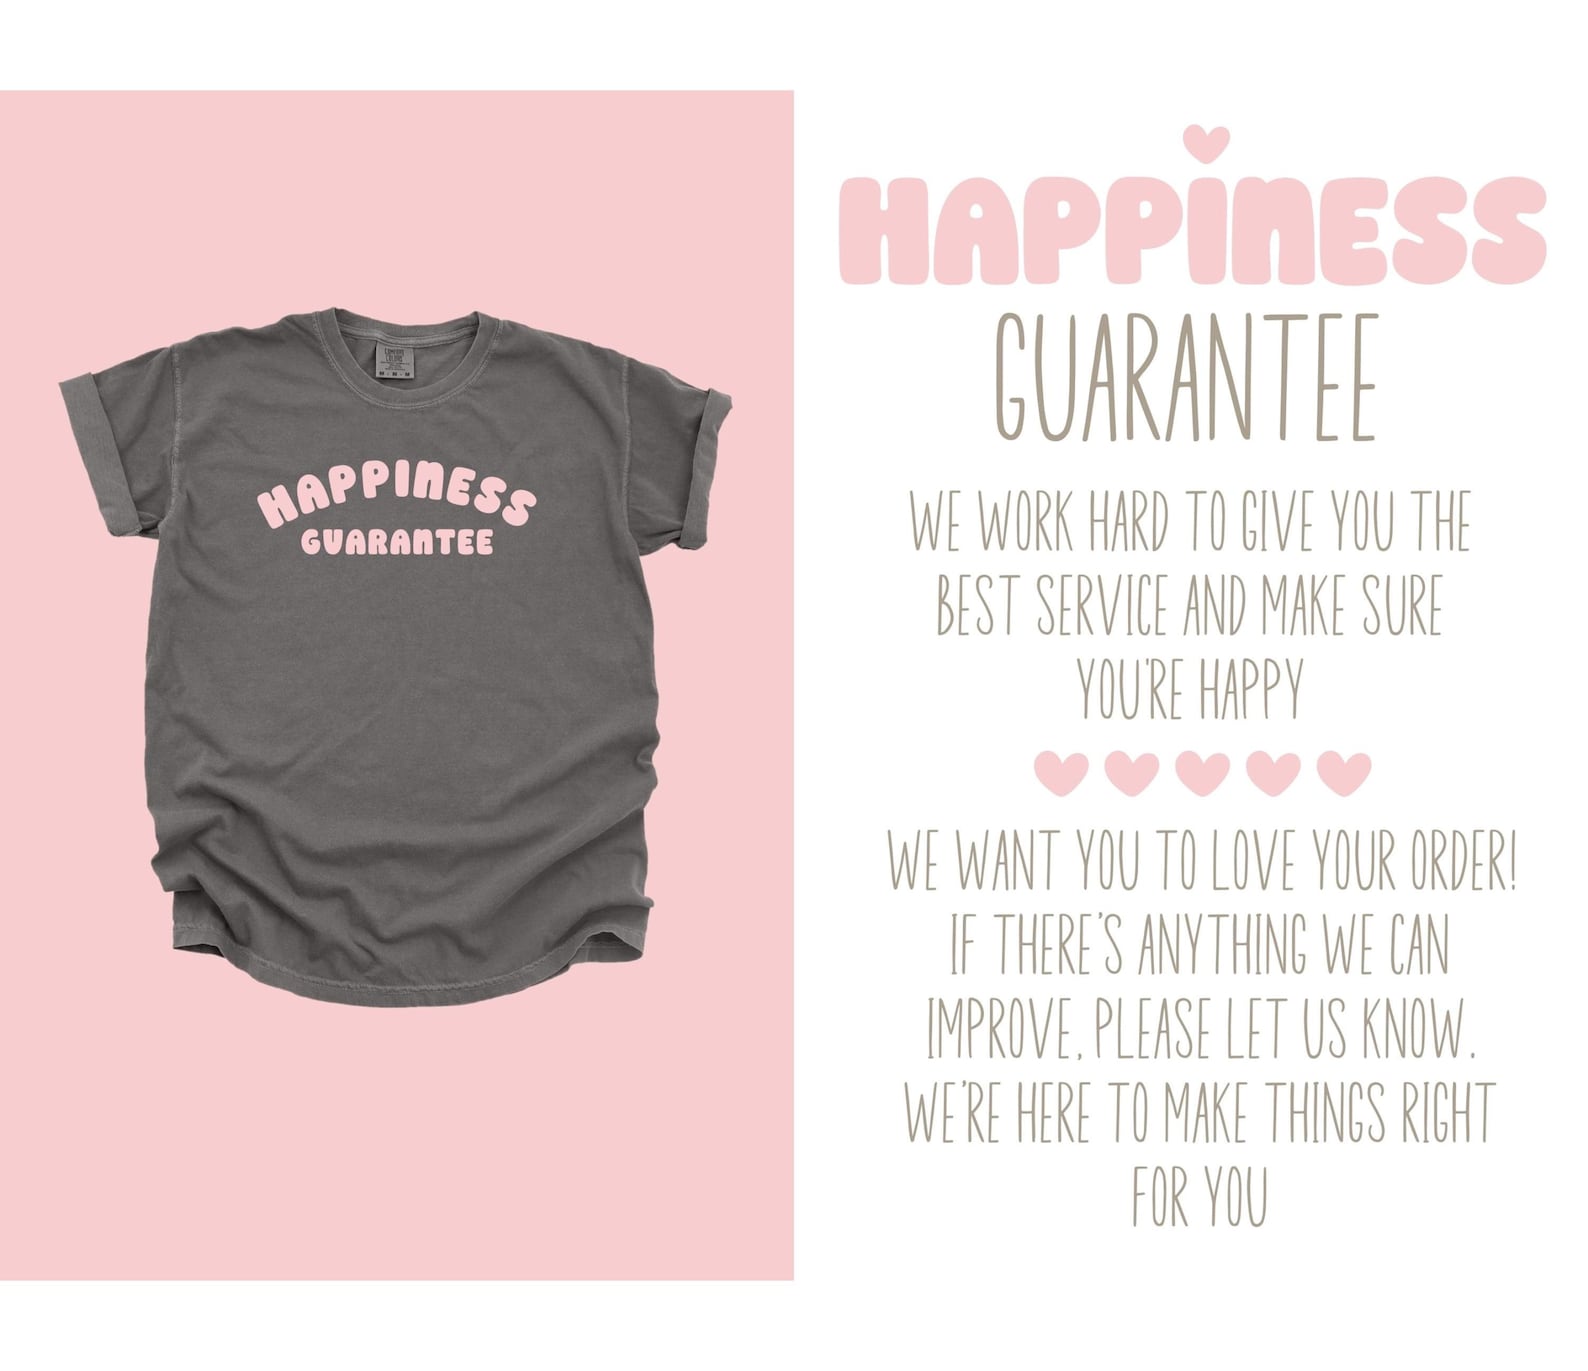 COMFORT
COLORS
M - M - M
HAPPINESS
GUARANTEE
HAPPINESS
GUARANTEE
WE WORK HARD TO GIVE YOU THE
BEST SERVICE AND MAKE SURE
YOU'RE HAPPY
WE WANT YOU TO LOVE YOUR ORDER!
IF THERE'S ANYTHING WE CAN
IMPROVE, PLEASE LET US KNOW.
WE'RE HERE TO MAKE THINGS RIGHT
FOR YOU